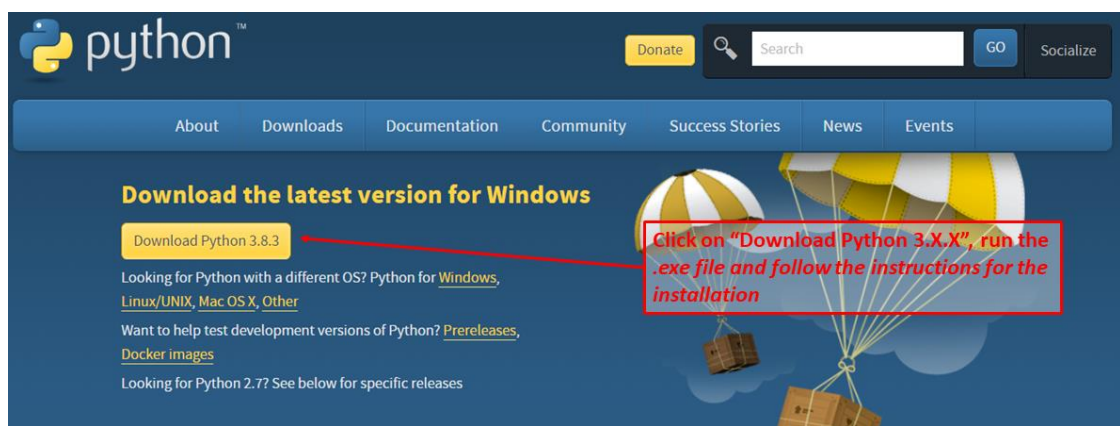 python™
Donate
Search
GO
Socialize
About
Downloads
Documentation
Community
Success Stories
News
Events
Download the latest version for Windows
Download Python 3.8.3
Looking for Python with a different OS? Python for Windows,
Linux/UNIX, Mac OS X, Other
Want to help test development versions of Python? Prereleases,
Docker images
Looking for Python 2.7? See below for specific releases
Click on “Download Python 3.X.X”, run the
.exe file and follow the instructions for the
installation